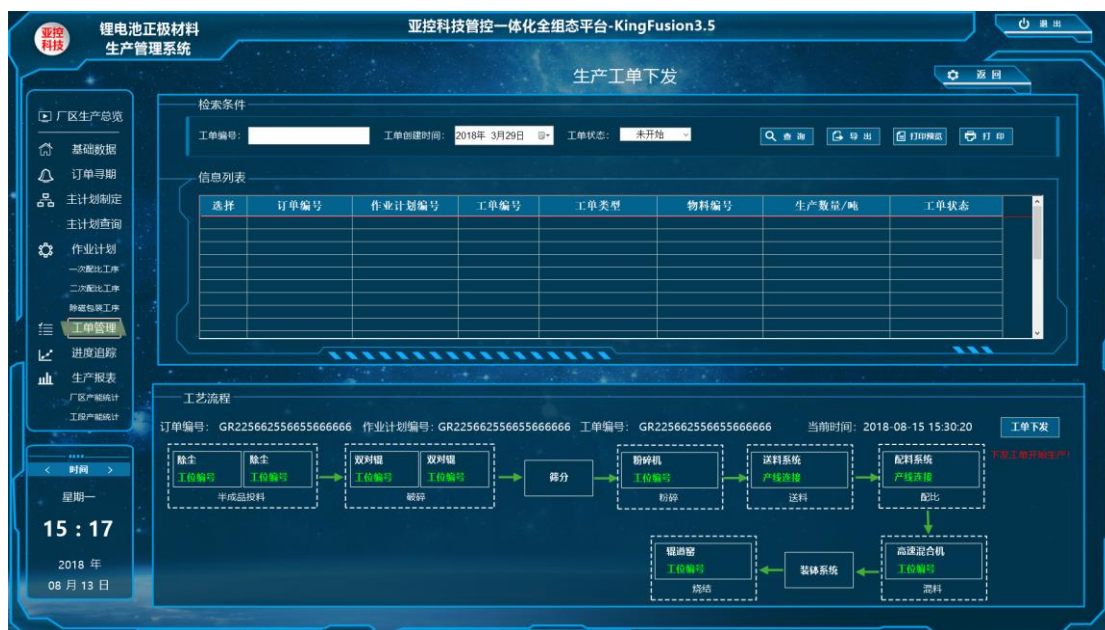 亚控科技
锂电池正极材料
生产管理系统
亚控科技管控一体化全组态平台-KingFusion3.5
退出
生产工单下发
返回
厂区生产总览
基础数据
订单寻期
主计划制定
主计划查询
作业计划
一次配比工序
二次配比工序
除磁包装工序
工单管理
进度追踪
生产报表
厂区产能统计
工段产能统计
< 时间 >
星期一
15 : 17
2018 年
08 月 13 日
检索条件
工单编号: 工单创建时间: 2018年 3月29日 工单状态: 未开始 查询 导出 打印预览 打印
信息列表
选择 订单编号 作业计划编号 工单编号 工单类型 物料编号 生产数量/吨 工单状态
工艺流程
订单编号: GR225662556655666666 作业计划编号: GR225662556655666666 工单编号: GR225662556655666666 当前时间: 2018-08-15 15:30:20 工单下发
下发工单开始生产!
除尘 除尘
工位编号 工位编号
半成品投料
双对辊 双对辊
工位编号 工位编号
破碎
筛分
粉碎机
工位编号
粉碎
送料系统
产线连接
送料
配料系统
产线连接
配比
高速混合机
工位编号
混料
装钵系统
辊道窑
工位编号
烧结